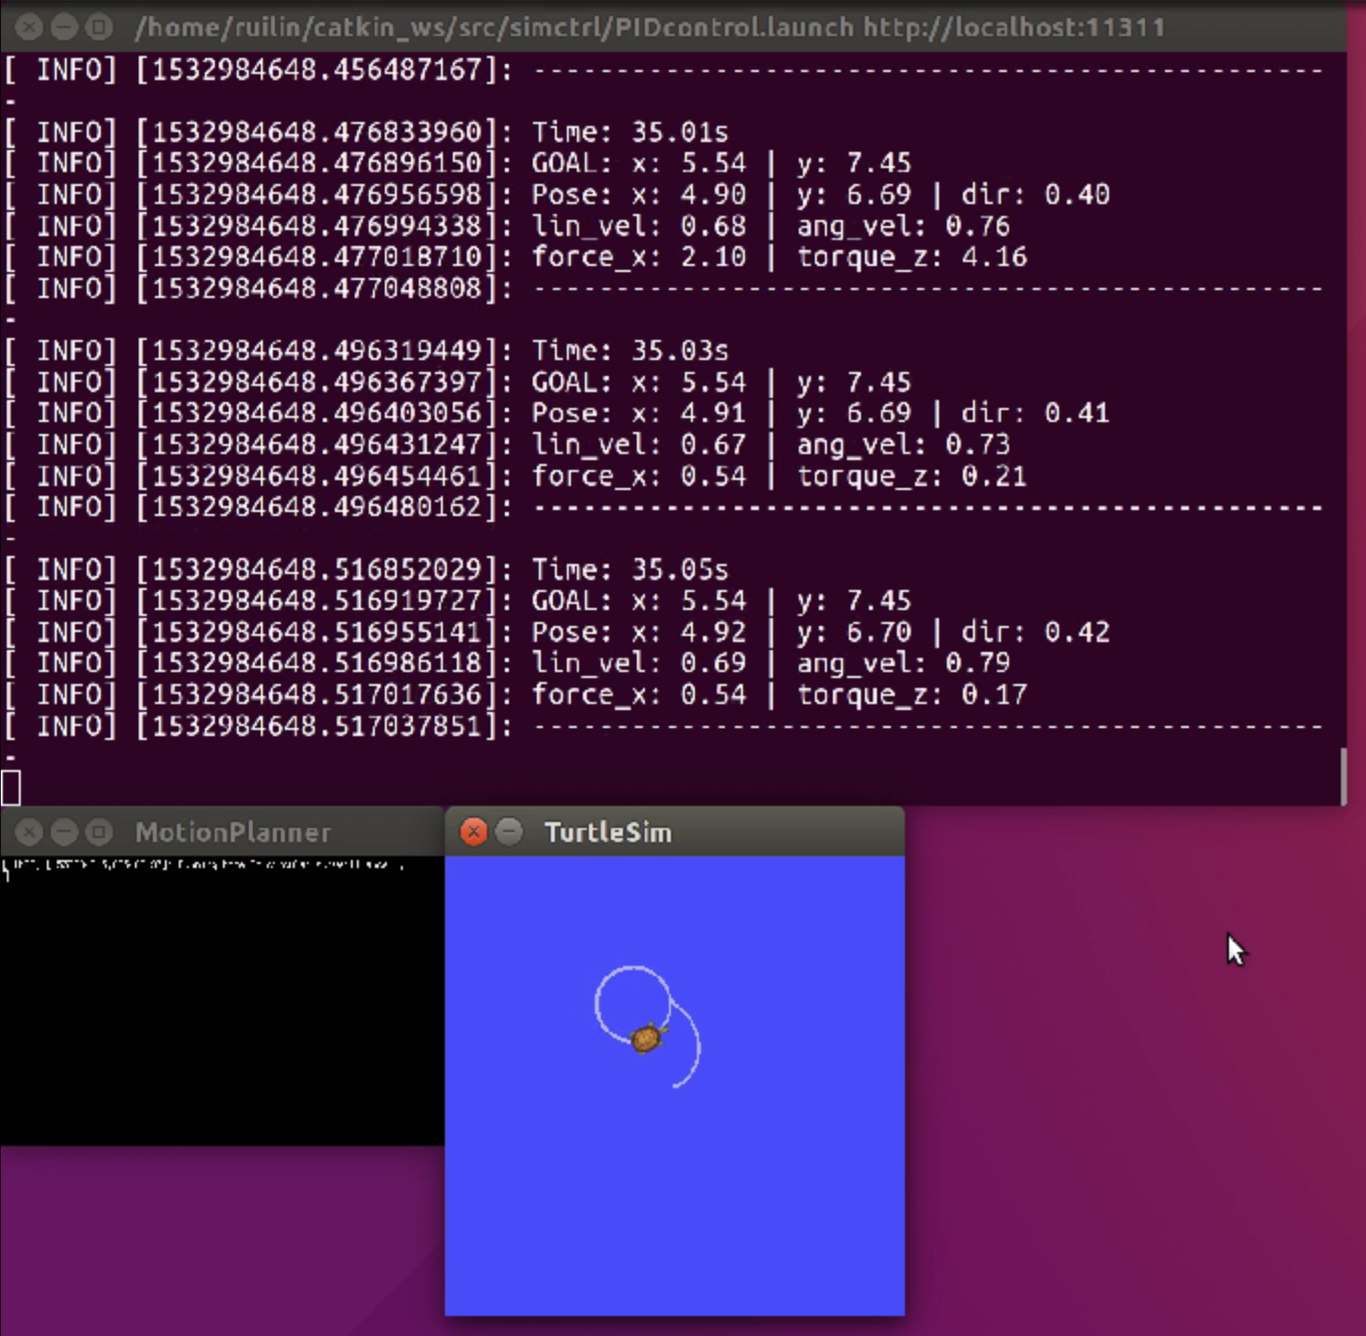 /home/ruilin/catkin_ws/src/simctrl/PIDcontrol.launch http://localhost:11311
[ INFO] [1532984648.456487167]: ------------------------------------------------
-
[ INFO] [1532984648.476833960]: Time: 35.01s
[ INFO] [1532984648.476896150]: GOAL: x: 5.54 | y: 7.45
[ INFO] [1532984648.476956598]: Pose: x: 4.90 | y: 6.69 | dir: 0.40
[ INFO] [1532984648.476994338]: lin_vel: 0.68 | ang_vel: 0.76
[ INFO] [1532984648.477018710]: force_x: 2.10 | torque_z: 4.16
[ INFO] [1532984648.477048808]: ------------------------------------------------
-
[ INFO] [1532984648.496319449]: Time: 35.03s
[ INFO] [1532984648.496367397]: GOAL: x: 5.54 | y: 7.45
[ INFO] [1532984648.496403056]: Pose: x: 4.91 | y: 6.69 | dir: 0.41
[ INFO] [1532984648.496431247]: lin_vel: 0.67 | ang_vel: 0.73
[ INFO] [1532984648.496454461]: force_x: 0.54 | torque_z: 0.21
[ INFO] [1532984648.496480162]: ------------------------------------------------
-
[ INFO] [1532984648.516852029]: Time: 35.05s
[ INFO] [1532984648.516919727]: GOAL: x: 5.54 | y: 7.45
[ INFO] [1532984648.516955141]: Pose: x: 4.92 | y: 6.70 | dir: 0.42
[ INFO] [1532984648.516986118]: lin_vel: 0.69 | ang_vel: 0.79
[ INFO] [1532984648.517017636]: force_x: 0.54 | torque_z: 0.17
[ INFO] [1532984648.517037851]: ------------------------------------------------
-
MotionPlanner
TurtleSim